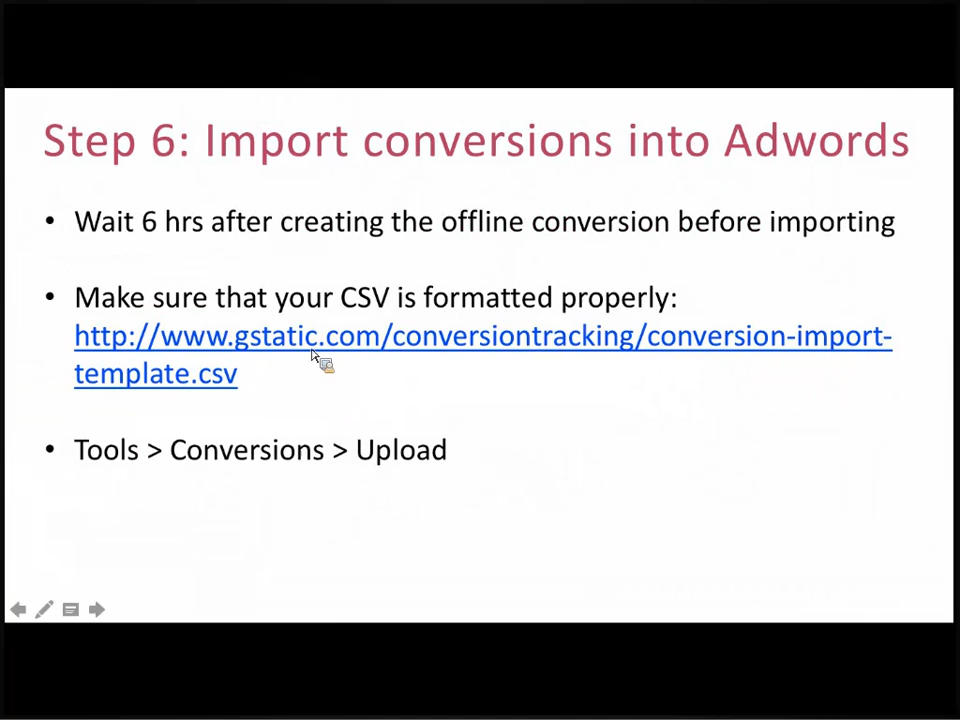 Step 6: Import conversions into Adwords
• Wait 6 hrs after creating the offline conversion before importing
• Make sure that your CSV is formatted properly:
http://www.gstatic.com/conversiontracking/conversion-import-
template.csv
• Tools > Conversions > Upload